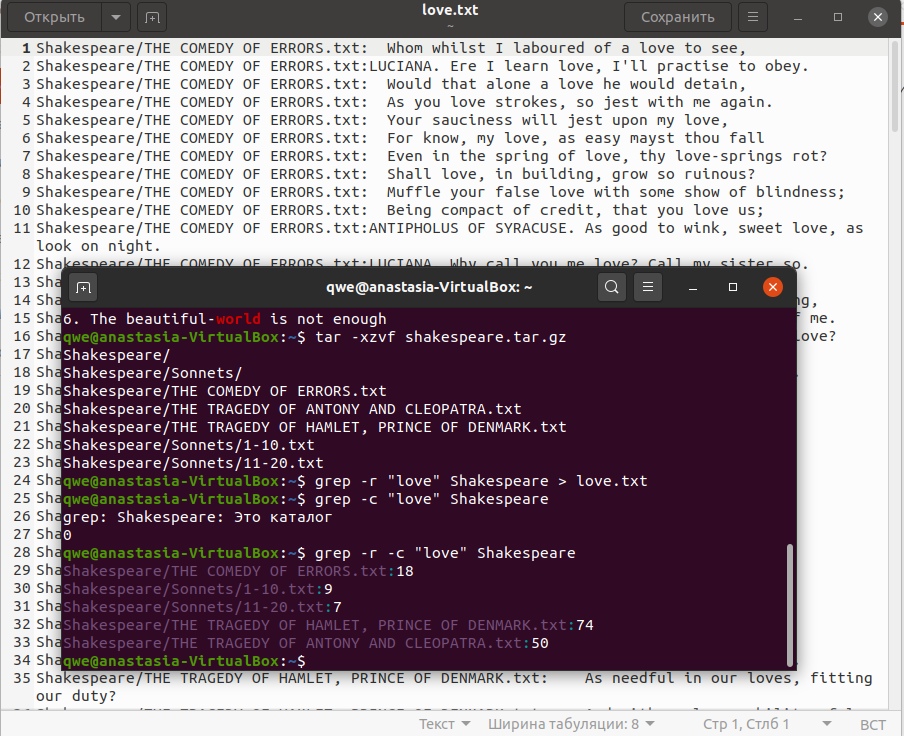 Открыть
love.txt
~
Сохранить
1 Shakespeare/THE COMEDY OF ERRORS.txt:  Whom whilst I laboured of a love to see,
2 Shakespeare/THE COMEDY OF ERRORS.txt:LUCIANA. Ere I learn love, I'll practise to obey.
3 Shakespeare/THE COMEDY OF ERRORS.txt:  Would that alone a love he would detain,
4 Shakespeare/THE COMEDY OF ERRORS.txt:  As you love strokes, so jest with me again.
5 Shakespeare/THE COMEDY OF ERRORS.txt:  Your sauciness will jest upon my love,
6 Shakespeare/THE COMEDY OF ERRORS.txt:  For know, my love, as easy mayst thou fall
7 Shakespeare/THE COMEDY OF ERRORS.txt:  Even in the spring of love, thy love-springs rot?
8 Shakespeare/THE COMEDY OF ERRORS.txt:  Shall love, in building, grow so ruinous?
9 Shakespeare/THE COMEDY OF ERRORS.txt:  Muffle your false love with some show of blindness;
10 Shakespeare/THE COMEDY OF ERRORS.txt:  Being compact of credit, that you love us;
11 Shakespeare/THE COMEDY OF ERRORS.txt:ANTIPHOLUS OF SYRACUSE. As good to wink, sweet love, as
look on night.
12 Shakespeare/THE COMEDY OF ERRORS.txt:LUCIANA. Why call you me love? Call my sister so.
13 Sha
14 Sha ng,
15 Sha f me.
16 Sha love?
17 Sha
18 Sha
19 Sha
20 Sha
21 Sha
22 Sha
23 Sha
24 Sha
25 Sha
26 Sha
27 Sha
28 Sha
29 Sha
30 Sha
31 Sha
32 Sha
33 Sha
34 Sha
35 Shakespeare/THE TRAGEDY OF HAMLET, PRINCE OF DENMARK.txt:    As needful in our loves, fitting
our duty?
Текст Ширина табуляции: 8 Стр 1, Стлб 1 ВСТ
qwe@anastasia-VirtualBox: ~
6. The beautiful-world is not enough
qwe@anastasia-VirtualBox:~$ tar -xzvf shakespeare.tar.gz
Shakespeare/
Shakespeare/Sonnets/
Shakespeare/THE COMEDY OF ERRORS.txt
Shakespeare/THE TRAGEDY OF ANTONY AND CLEOPATRA.txt
Shakespeare/THE TRAGEDY OF HAMLET, PRINCE OF DENMARK.txt
Shakespeare/Sonnets/1-10.txt
Shakespeare/Sonnets/11-20.txt
qwe@anastasia-VirtualBox:~$ grep -r "love" Shakespeare > love.txt
qwe@anastasia-VirtualBox:~$ grep -c "love" Shakespeare
grep: Shakespeare: Это каталог
0
qwe@anastasia-VirtualBox:~$ grep -r -c "love" Shakespeare
Shakespeare/THE COMEDY OF ERRORS.txt:18
Shakespeare/Sonnets/1-10.txt:9
Shakespeare/Sonnets/11-20.txt:7
Shakespeare/THE TRAGEDY OF HAMLET, PRINCE OF DENMARK.txt:74
Shakespeare/THE TRAGEDY OF ANTONY AND CLEOPATRA.txt:50
qwe@anastasia-VirtualBox:~$